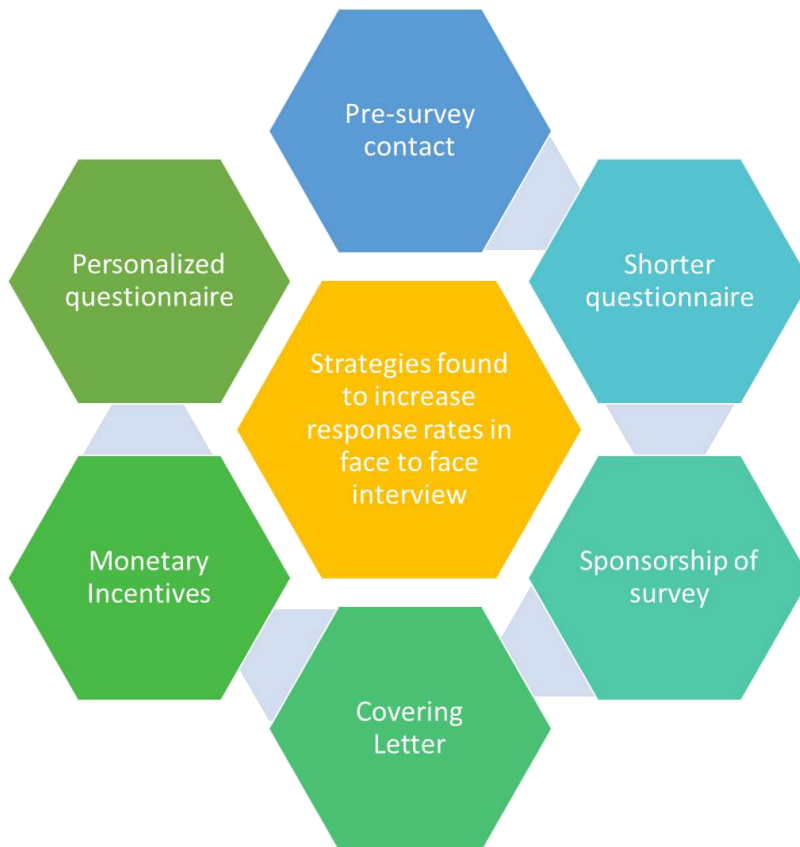 Pre-survey
contact
Shorter
questionnaire
Sponsorship of
survey
Covering
Letter
Monetary
Incentives
Personalized
questionnaire
Strategies found
to increase
response rates in
face to face
interview